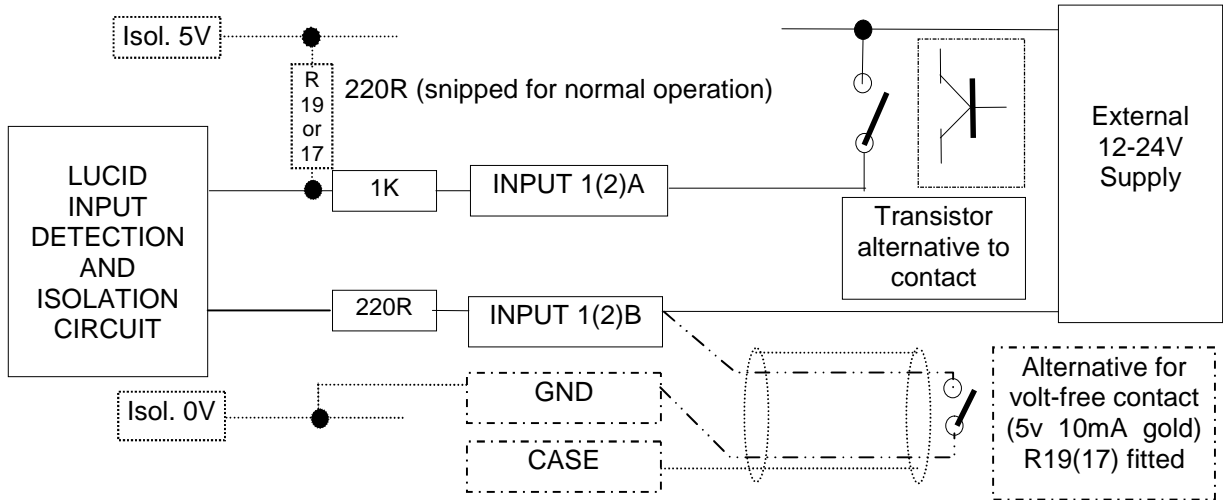 Isol. 5V
R
19
or
17
220R (snipped for normal operation)
LUCID
INPUT
DETECTION
AND
ISOLATION
CIRCUIT
1K
INPUT 1(2)A
Transistor
alternative to
contact
External
12-24V
Supply
220R
INPUT 1(2)B
Isol. 0V
GND
CASE
Alternative for
volt-free contact
(5v 10mA gold)
R19(17) fitted